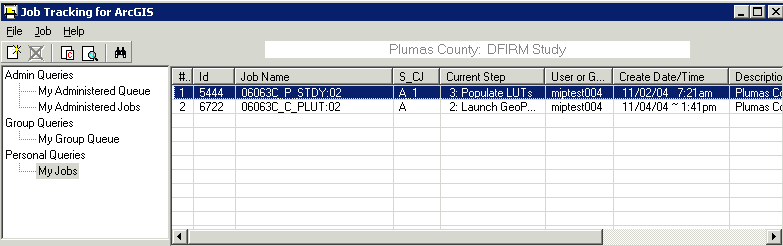 Job Tracking for ArcGIS
File Job Help
Plumas County: DFIRM Study
Admin Queries
My Administered Queue
My Administered Jobs
Group Queries
My Group Queue
Personal Queries
My Jobs
#.. Id Job Name S_CJ Current Step User or G... Create Date/Time Descriptio
1 5444 06063C_P_STDY:02 A 1 3: Populate LUTs miptest004 11/02/04 7:21am Plumas Co
2 6722 06063C_C_PLUT:02 A 2: Launch GeoP... miptest004 11/04/04 ~ 1:41pm Plumas Co